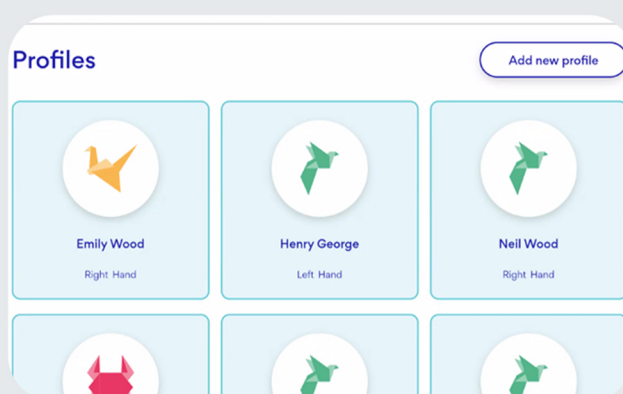 Profiles
Add new profile
Emily Wood
Henry George
Neil Wood
Right Hand
Left Hand
Right Hand